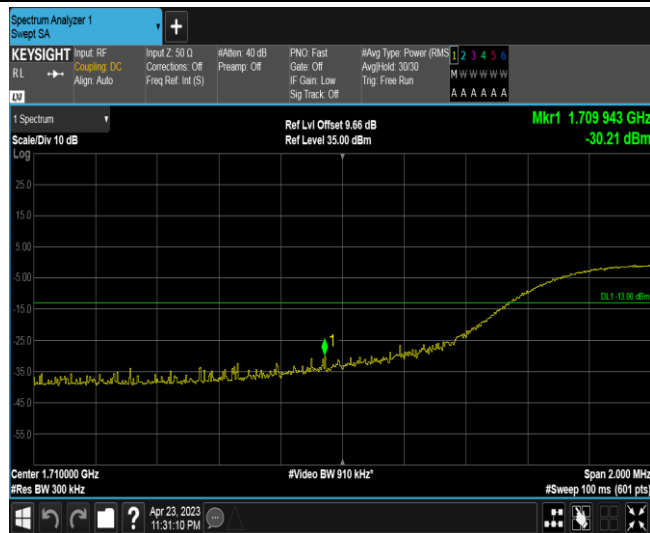 Spectrum Analyzer 1
Swept SA
+
KEYSIGHT
RL
LXI
Input: RF
Coupling: DC
Align: Auto
Input Z: 50 Ω
Corrections: Off
Freq Ref: Int (S)
#Atten: 40 dB
Preamp: Off
PNO: Fast
Gate: Off
IF Gain: Low
Sig Track: Off
#Avg Type: Power (RMS
Avg|Hold: 30/30
Trig: Free Run
1 2 3 4 5 6
M W W W W W
A A A A A A
1 Spectrum
Scale/Div 10 dB
Log
Ref Lvl Offset 9.66 dB
Ref Level 35.00 dBm
Mkr1 1.709 943 GHz
-30.21 dBm
25.0
15.0
5.00
-5.00
DL1 -13.00 dBm
-15.0
-25.0
1
-35.0
-45.0
-55.0
Center 1.710000 GHz
#Res BW 300 kHz
#Video BW 910 kHz*
Span 2.000 MHz
#Sweep 100 ms (601 pts)
?
Apr 23, 2023
11:31:10 PM